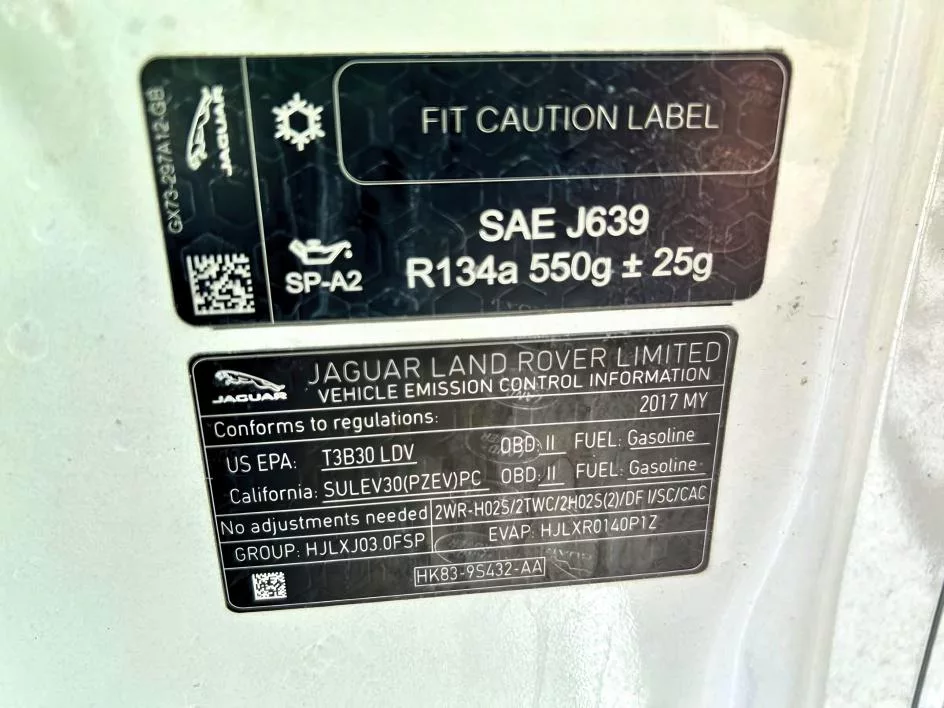 GX73-297A12-GB
JAGUAR
FIT CAUTION LABEL
SAE J639
SP-A2
R134a 550g ± 25g
JAGUAR
JAGUAR LAND ROVER LIMITED
VEHICLE EMISSION CONTROL INFORMATION
Conforms to regulations: 2017 MY
US EPA: T3B30 LDV OBD: II FUEL: Gasoline
California: SULEV30(PZEV)PC OBD: II FUEL: Gasoline
No adjustments needed 2WR-HO2S/2TWC/2HO2S(2)/DFI/SC/CAC
GROUP: HJLXJ03.0FSP EVAP: HJLXR0140P1Z
HK83-9S432-AA